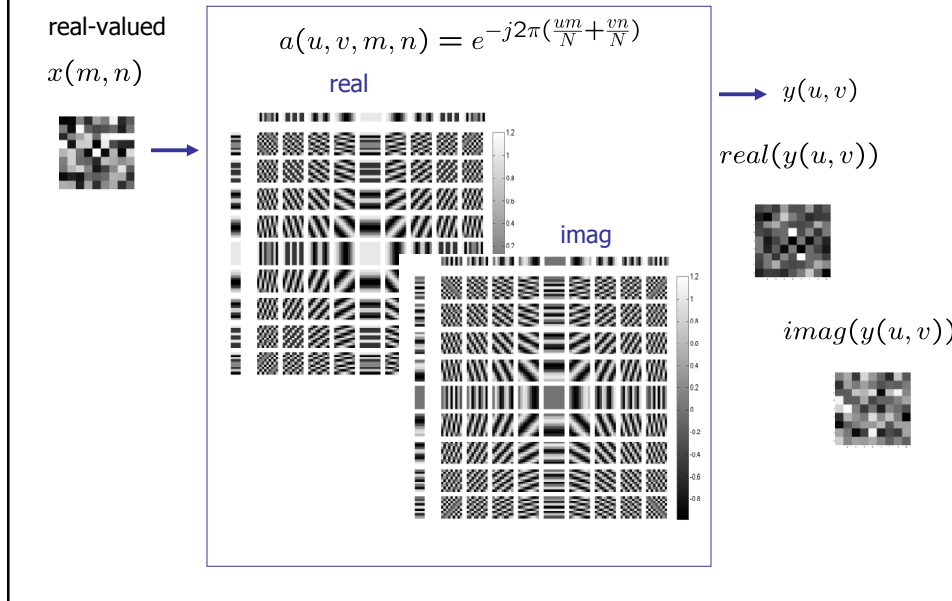 real-valued
x(m, n)
a(u, v, m, n) = e^{-j2π(um/N + vn/N)}
real
y(u, v)
real(y(u, v))
1.2
1
0.8
0.6
0.4
0.2
imag
1.2
1
0.8
0.6
0.4
0.2
0
-0.2
-0.4
-0.6
-0.8
imag(y(u, v))